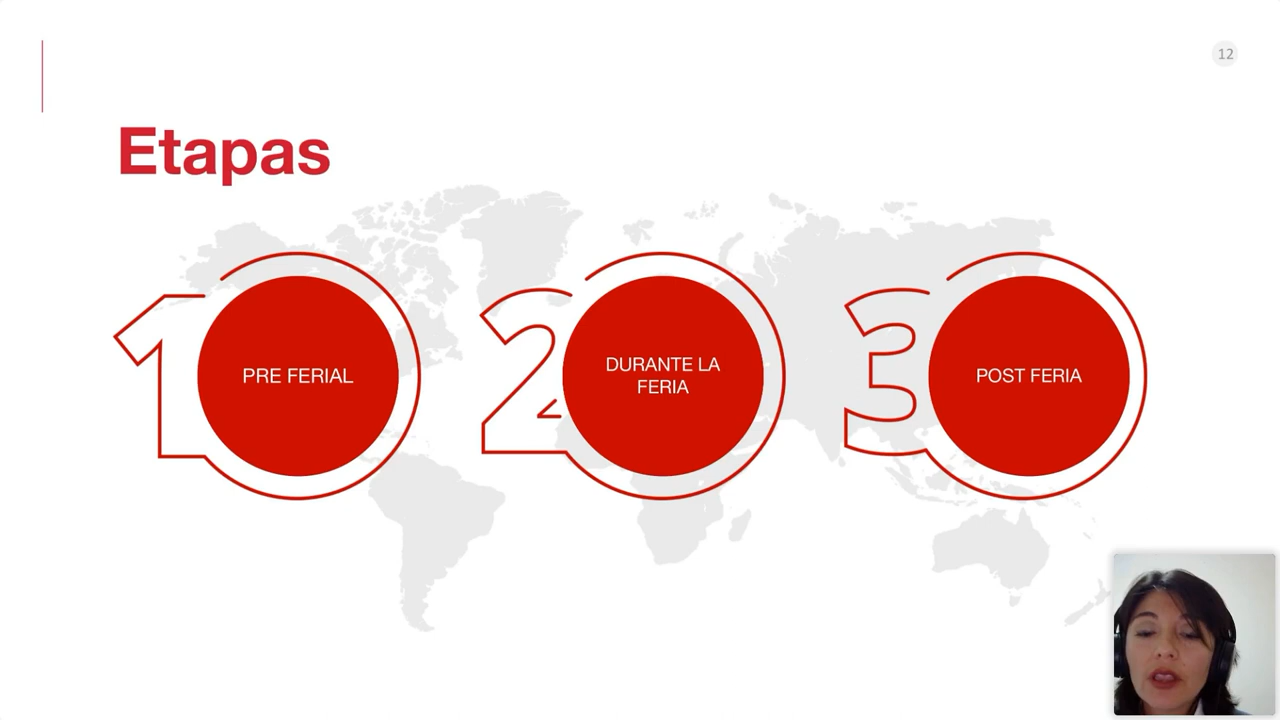 12
Etapas
1
PRE FERIAL
2
DURANTE LA
FERIA
3
POST FERIA